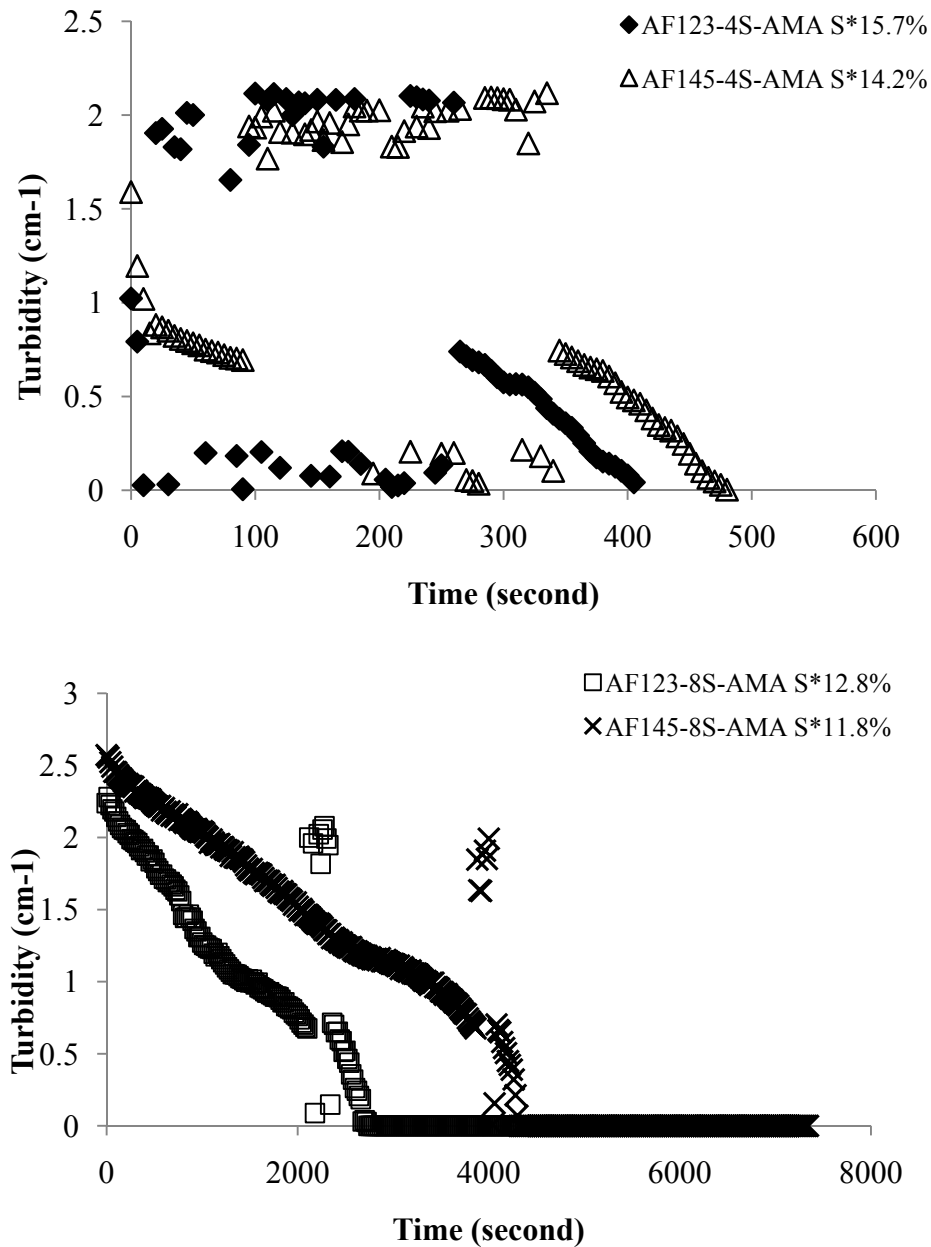 AF123-4S-AMA S*15.7%
AF145-4S-AMA S*14.2%
Turbidity (cm-1)
2.5
2
1.5
1
0.5
0
0 100 200 300 400 500 600
Time (second)
AF123-8S-AMA S*12.8%
AF145-8S-AMA S*11.8%
Turbidity (cm-1)
3
2.5
2
1.5
1
0.5
0
0 2000 4000 6000 8000
Time (second)